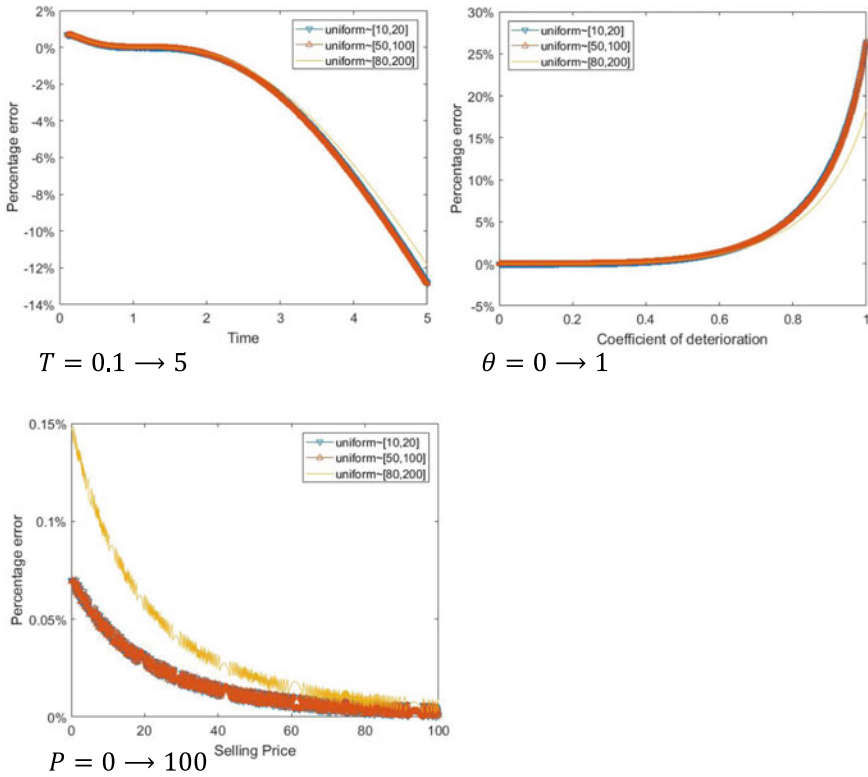 2%
0%
-2%
-4%
-6%
-8%
-10%
-12%
-14%
Percentage error
0 1 2 3 4 5
Time
uniform~[10,20]
uniform~[50,100]
uniform~[80,200]
T = 0.1 → 5
30%
25%
20%
15%
10%
5%
0%
-5%
Percentage error
0 0.2 0.4 0.6 0.8 1
Coefficient of deterioration
uniform~[10,20]
uniform~[50,100]
uniform~[80,200]
θ = 0 → 1
0.15%
0.1%
0.05%
0%
Percentage error
0 20 40 60 80 100
Selling Price
uniform~[10,20]
uniform~[50,100]
uniform~[80,200]
P = 0 → 100